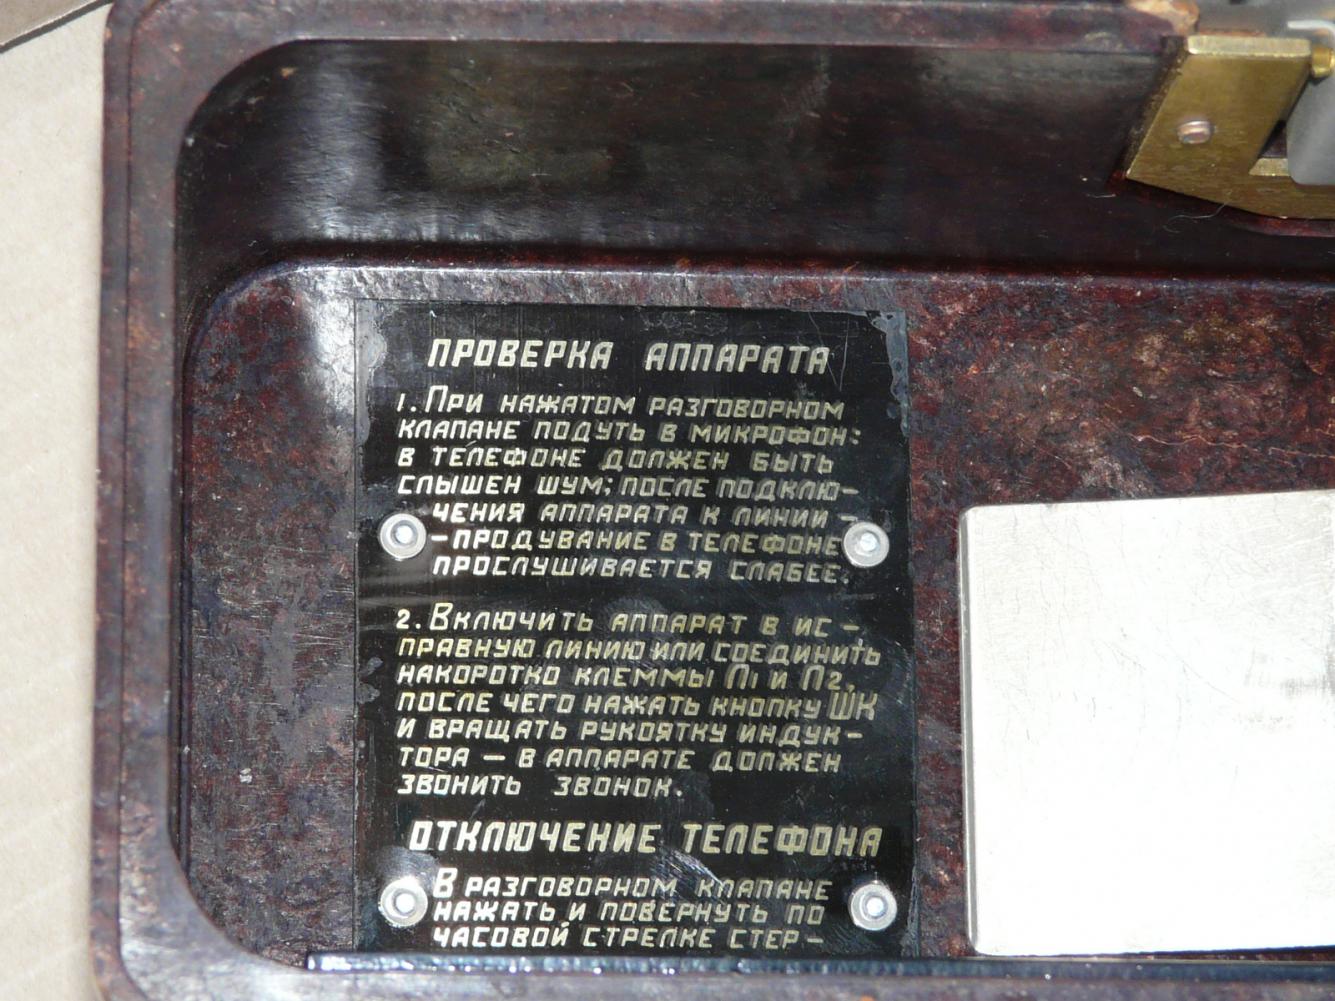 ПРОВЕРКА АППАРАТА
1. ПРИ НАЖАТОМ РАЗГОВОРНОМ
КЛАПАНЕ ПОДУТЬ В МИКРОФОН:
В ТЕЛЕФОНЕ ДОЛЖЕН БЫТЬ
СЛЫШЕН ШУМ; ПОСЛЕ ПОДКЛЮ-
ЧЕНИЯ АППАРАТА К ЛИНИИ -
-ПРОДУВАНИЕ В ТЕЛЕФОНЕ
ПРОСЛУШИВАЕТСЯ СЛАБЕЕ.
2. ВКЛЮЧИТЬ АППАРАТ В ИС-
ПРАВНУЮ ЛИНИЮ ИЛИ СОЕДИНИТЬ
НАКОРОТКО КЛЕММЫ Л1 И Л2,
ПОСЛЕ ЧЕГО НАЖАТЬ КНОПКУ ШК
И ВРАЩАТЬ РУКОЯТКУ ИНДУК-
ТОРА - В АППАРАТЕ ДОЛЖЕН
ЗВОНИТЬ ЗВОНОК.
ОТКЛЮЧЕНИЕ ТЕЛЕФОНА
В РАЗГОВОРНОМ КЛАПАНЕ
НАЖАТЬ И ПОВЕРНУТЬ ПО
ЧАСОВОЙ СТРЕЛКЕ СТЕР-